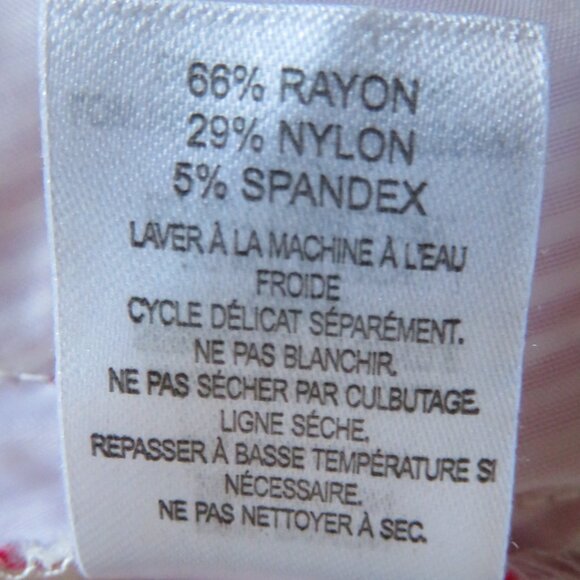 66% RAYON
29% NYLON
5% SPANDEX
LAVER À LA MACHINE À L'EAU
FROIDE
CYCLE DÉLICAT SÉPARÉMENT.
NE PAS BLANCHIR.
NE PAS SÉCHER PAR CULBUTAGE.
LIGNE SÉCHE.
REPASSER À BASSE TEMPÉRATURE SI
NÉCESSAIRE.
NE PAS NETTOYER À SEC.